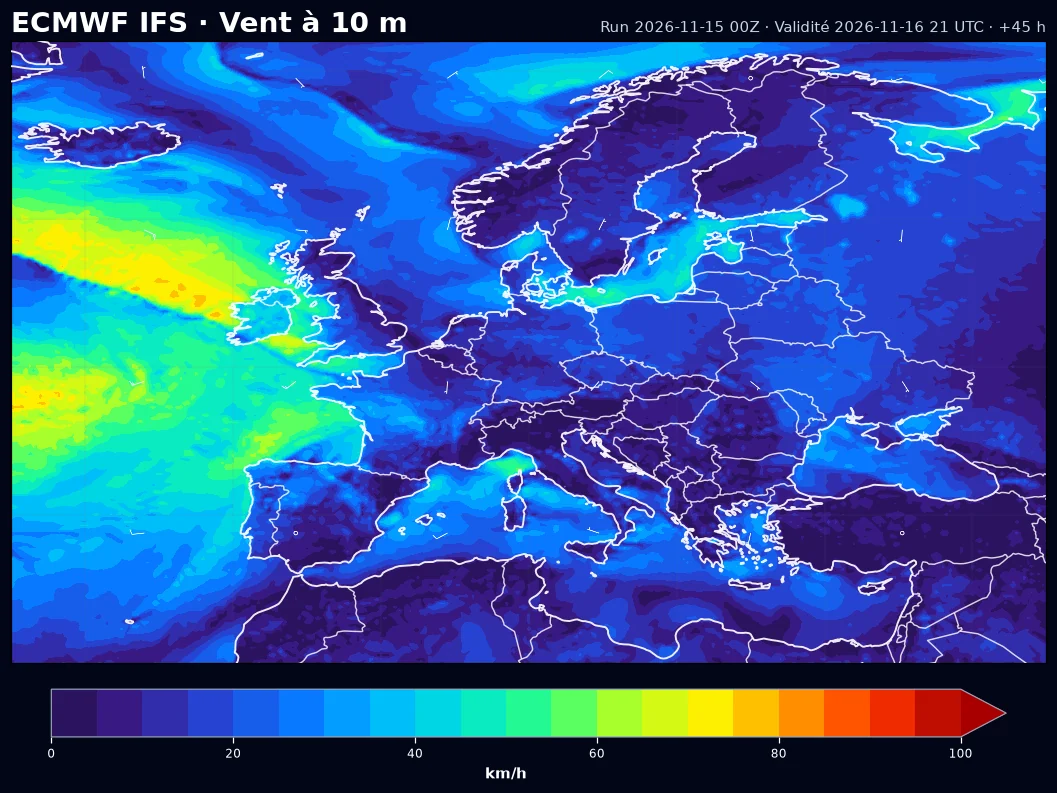 ECMWF IFS · Vent à 10 m
Run 2026-11-15 00Z · Validité 2026-11-16 21 UTC · +45 h
0 20 40 60 80 100
km/h